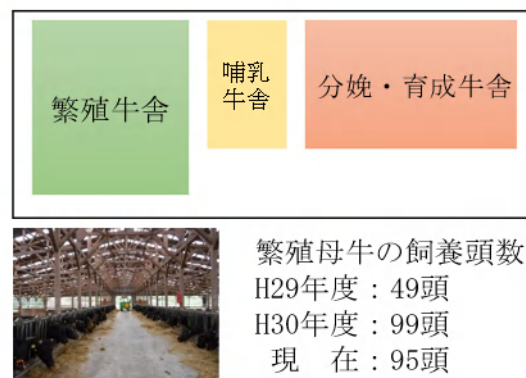 繁殖牛舎
哺乳
牛舎
分娩・育成牛舎
繁殖母牛の飼養頭数
H29年度：49頭
H30年度：99頭
現　在：95頭